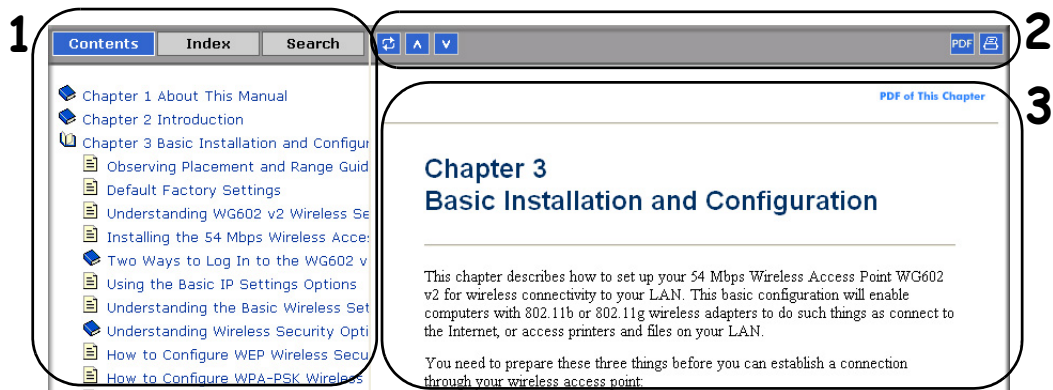 1
Contents Index Search
Chapter 1 About This Manual
Chapter 2 Introduction
Chapter 3 Basic Installation and Configur
Observing Placement and Range Guid
Default Factory Settings
Understanding WG602 v2 Wireless Se
Installing the 54 Mbps Wireless Acce
Two Ways to Log In to the WG602 v
Using the Basic IP Settings Options
Understanding the Basic Wireless Set
Understanding Wireless Security Opti
How to Configure WEP Wireless Secu
How to Configure WPA-PSK Wireless
2
PDF
3
PDF of This Chapter
Chapter 3
Basic Installation and Configuration
This chapter describes how to set up your 54 Mbps Wireless Access Point WG602
v2 for wireless connectivity to your LAN. This basic configuration will enable
computers with 802.11b or 802.11g wireless adapters to do such things as connect to
the Internet, or access printers and files on your LAN.
You need to prepare these three things before you can establish a connection
through your wireless access point: